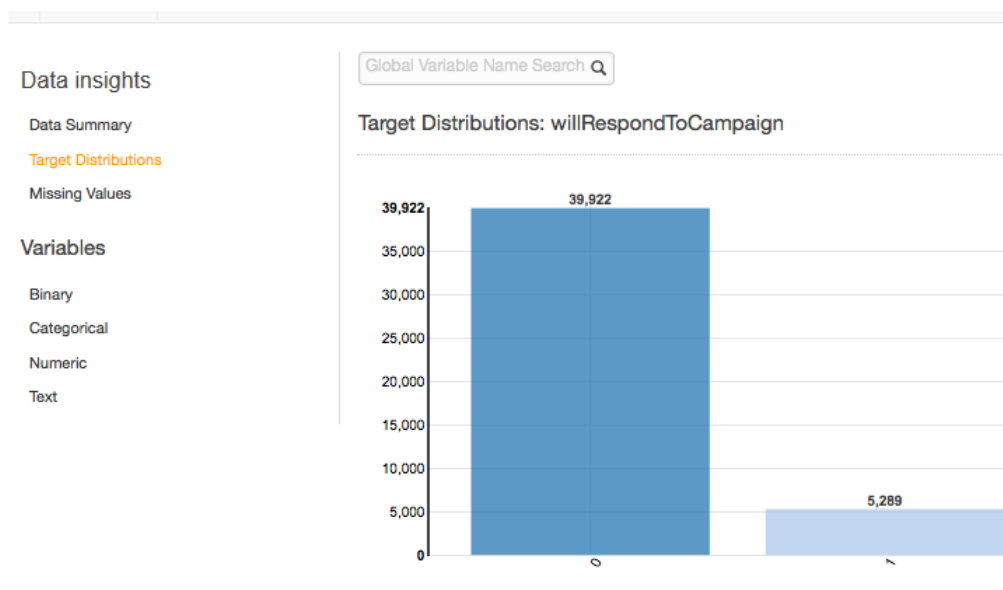 Data insights
Data Summary
Target Distributions
Missing Values
Variables
Binary
Categorical
Numeric
Text
Global Variable Name Search
Target Distributions: willRespondToCampaign
39,922
39,922
35,000
30,000
25,000
20,000
15,000
10,000
5,289
5,000
0
0
1